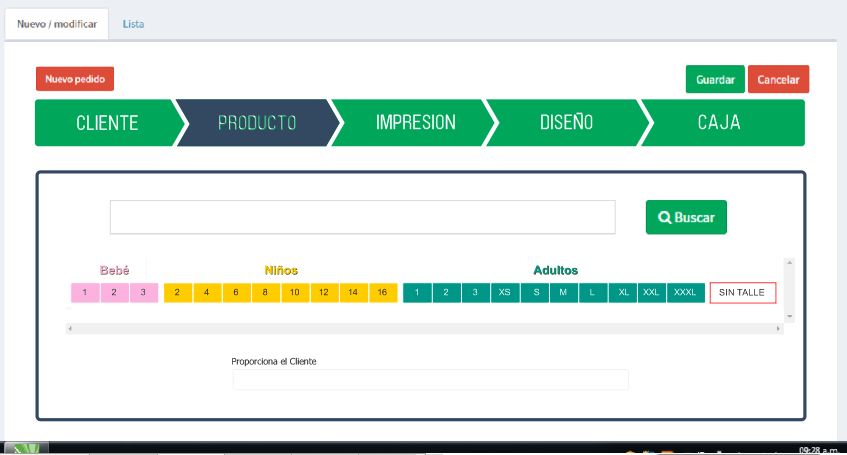 Nuevo / modificar Lista
Nuevo pedido Guardar Cancelar
CLIENTE PRODUCTO IMPRESION DISEÑO CAJA
Buscar
Bebé Niños Adultos
1 2 3 2 4 6 8 10 12 14 16 1 2 3 XS S M L XL XXL XXXL SIN TALLE
Proporciona el Cliente
09:28 a.m.